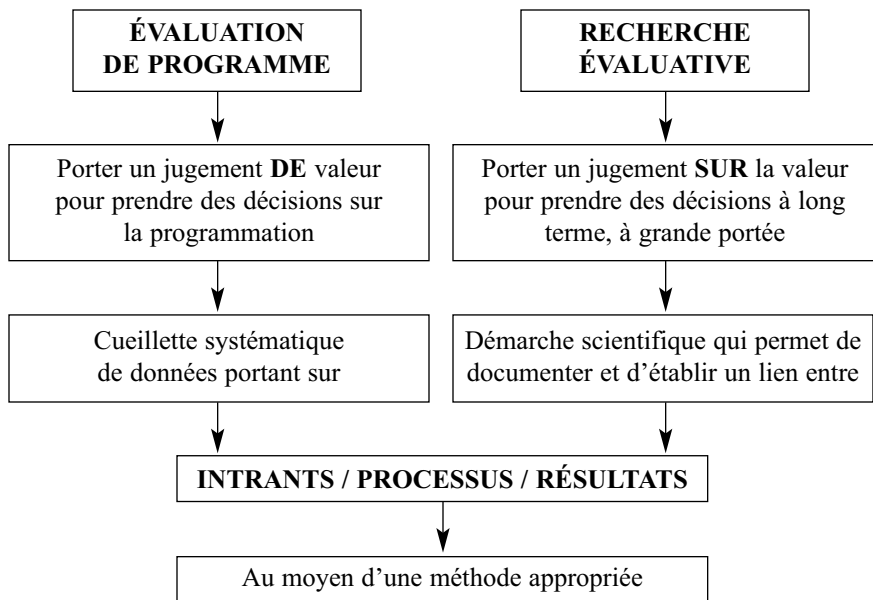 ÉVALUATION
DE PROGRAMME
RECHERCHE
ÉVALUATIVE
Porter un jugement DE valeur
pour prendre des décisions sur
la programmation
Porter un jugement SUR la valeur
pour prendre des décisions à long
terme, à grande portée
Cueillette systématique
de données portant sur
Démarche scientifique qui permet de
documenter et d’établir un lien entre
INTRANTS / PROCESSUS / RÉSULTATS
Au moyen d’une méthode appropriée